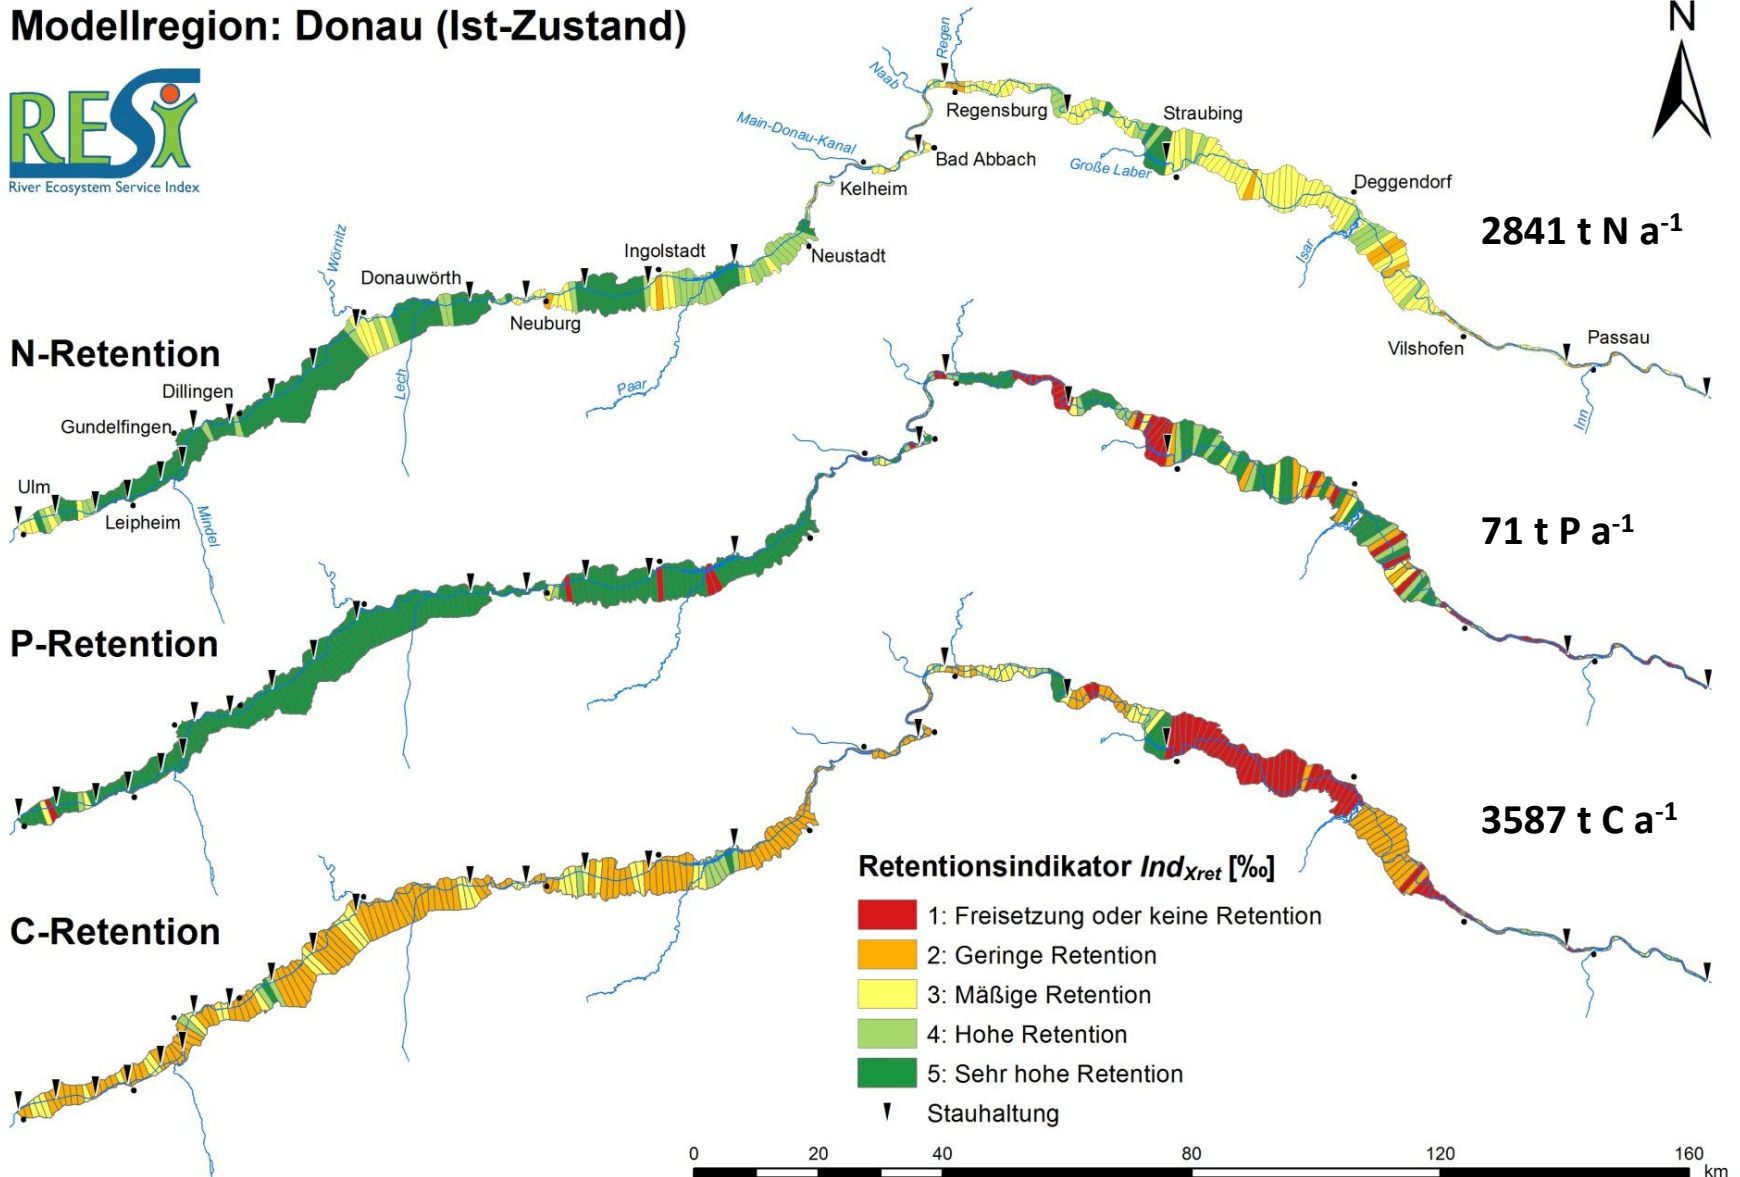 Modellregion: Donau (Ist-Zustand)
N
RESI
River Ecosystem Service Index
Naab
Regen
Main-Donau-Kanal
Regensburg
Straubing
Bad Abbach
Große Laber
Kelheim
Deggendorf
2841 t N a-1
Wörnitz
Ingolstadt
Neustadt
Isar
Donauwörth
Neuburg
N-Retention
Vilshofen
Passau
Dillingen
Lech
Paar
Gundelfingen
Inn
Ulm
Leipheim
Mindel
71 t P a-1
P-Retention
3587 t C a-1
C-Retention
Retentionsindikator IndXret [‰]
1: Freisetzung oder keine Retention
2: Geringe Retention
3: Mäßige Retention
4: Hohe Retention
5: Sehr hohe Retention
Stauhaltung
0 20 40 80 120 160
km